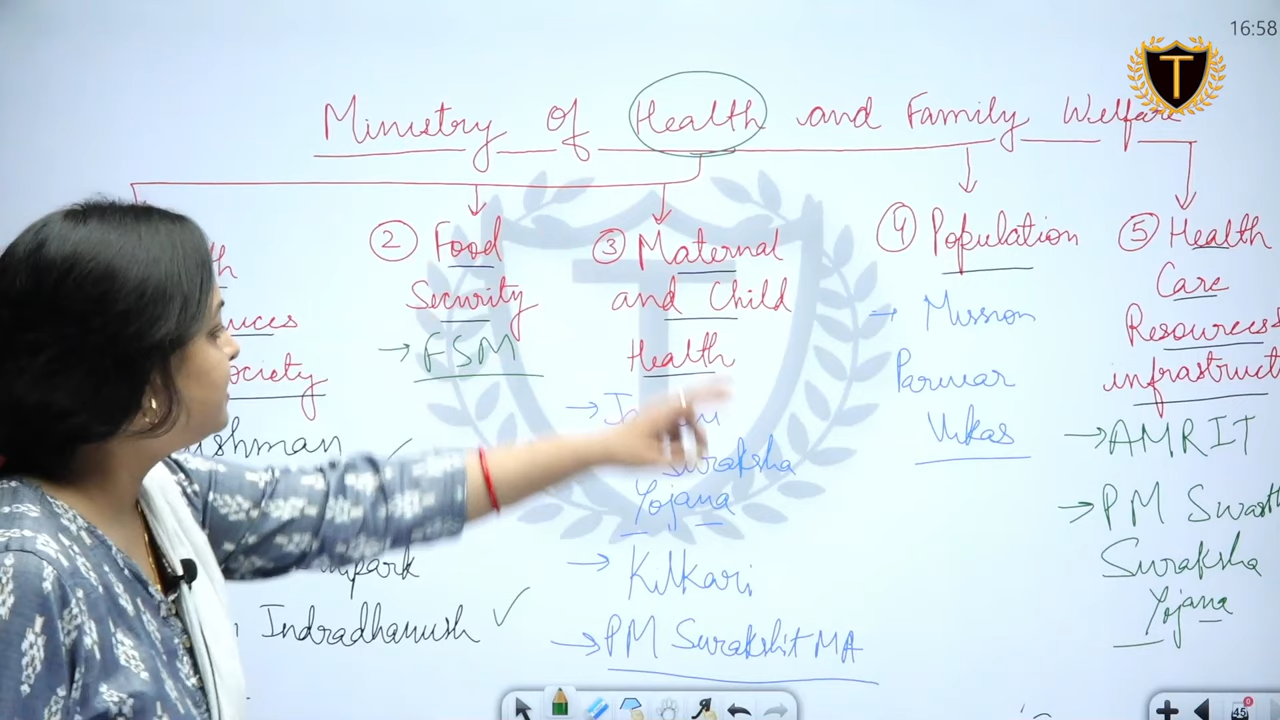 16:58
T
Ministry of Health and Family Welfare
② Food
Security
→ FSM
③ Maternal
and Child
Health
→
Suraksha
Yojana
→ Kilkari
→ PM Surakshit MA
④ Population
→ Mission
Parivar
Vikas
⑤ Health
Care
Resources
infrastruct
→ AMRIT
→ PM Swasth
Suraksha
Yojana
Indradhanush ✓
45